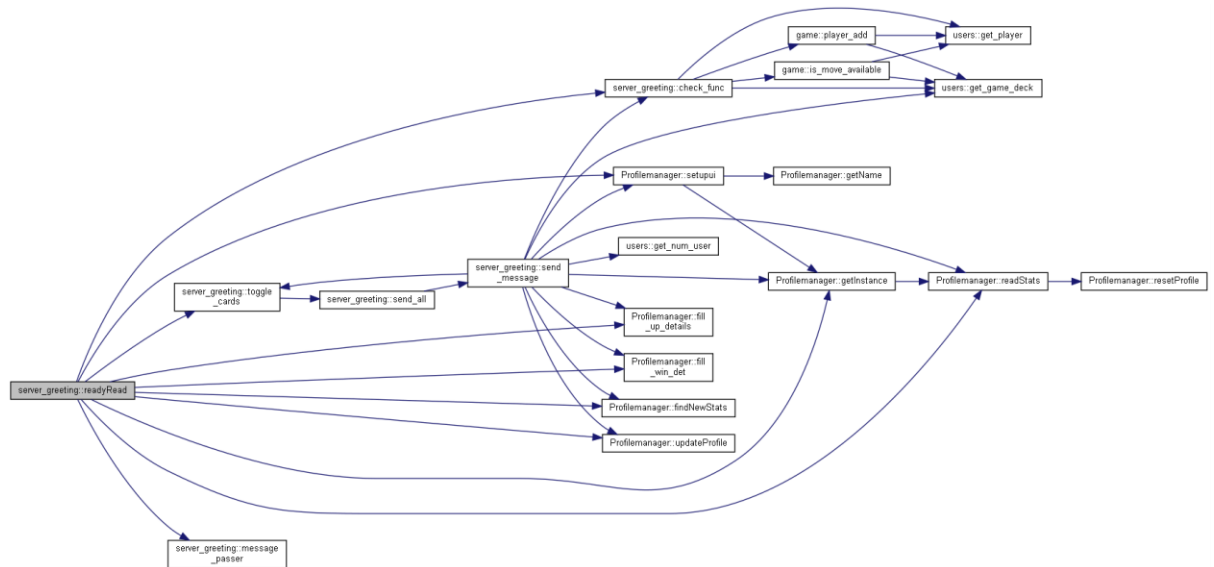 game::player_add
users::get_player
game::is_move_available
server_greeting::check_func
users::get_game_deck
Profilemanager::setupui
Profilemanager::getName
users::get_num_user
server_greeting::send
_message
Profilemanager::getInstance
Profilemanager::readStats
Profilemanager::resetProfile
server_greeting::toggle
_cards
server_greeting::send_all
Profilemanager::fill
_up_details
Profilemanager::fill
_win_det
server_greeting::readyRead
Profilemanager::findNewStats
Profilemanager::updateProfile
server_greeting::message
_passer